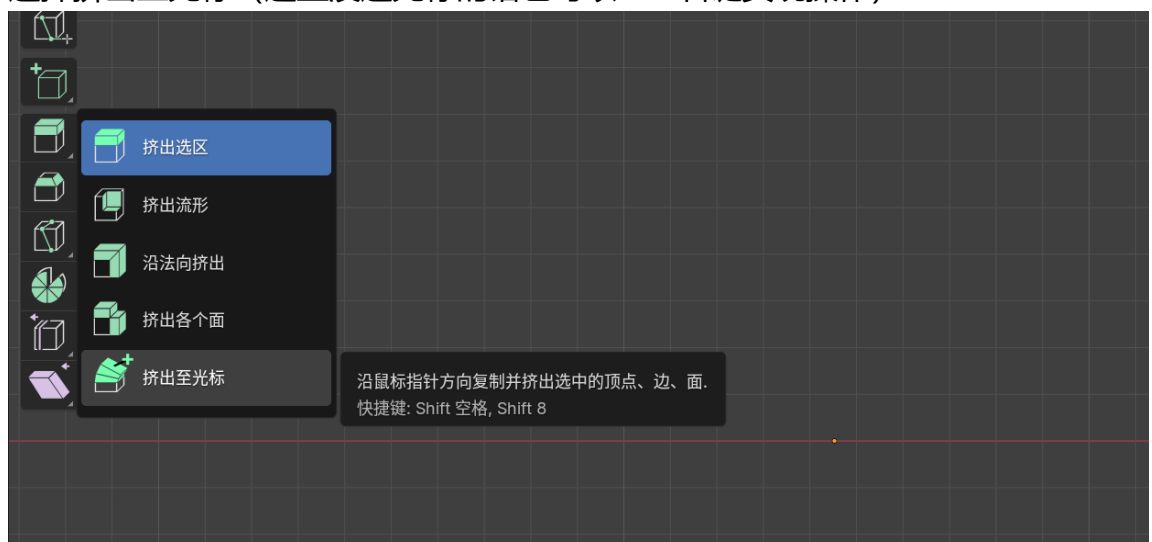 挤出选区
挤出流形
沿法向挤出
挤出各个面
挤出至光标
沿鼠标指针方向复制并挤出选中的顶点、边、面.
快捷键: Shift 空格, Shift 8